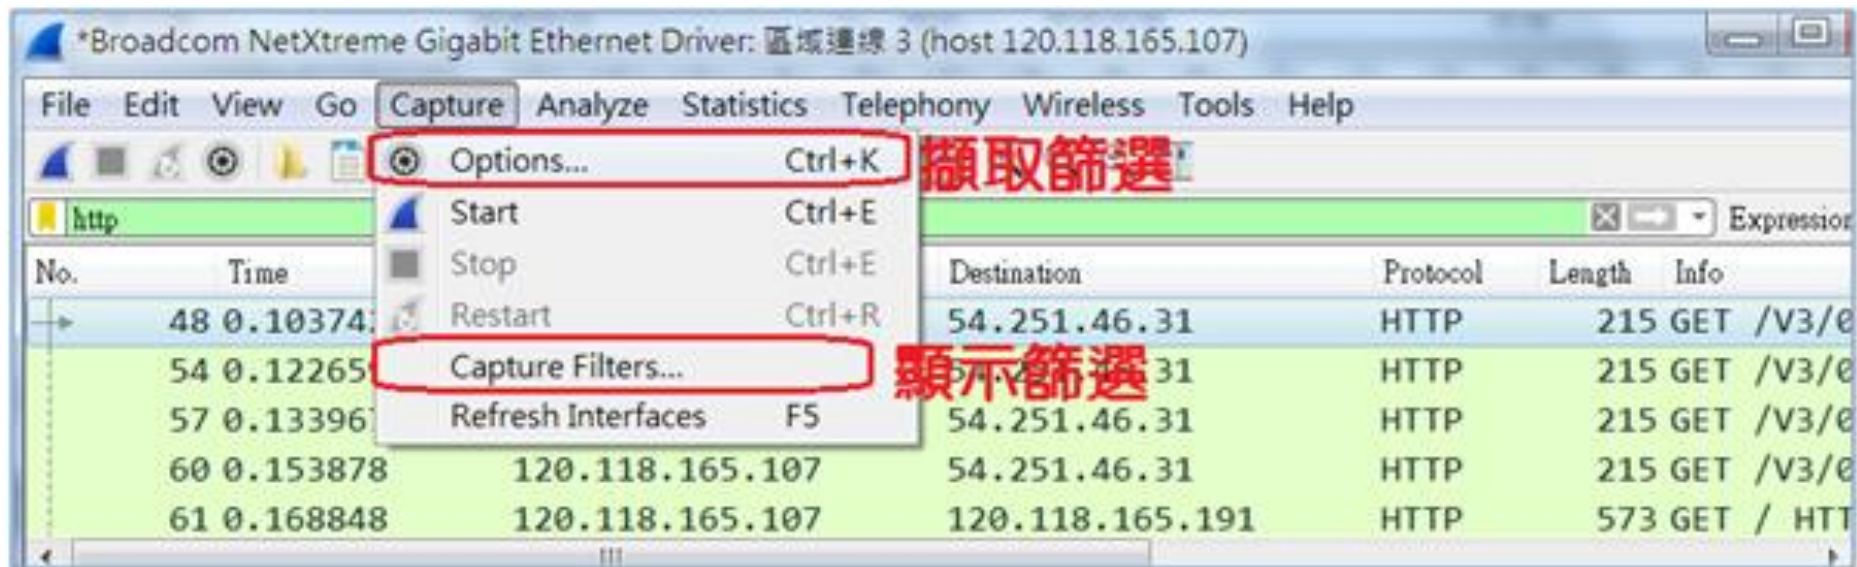 *Broadcom NetXtreme Gigabit Ethernet Driver: 區域連線 3 (host 120.118.165.107)
File Edit View Go Capture Analyze Statistics Telephony Wireless Tools Help
Options... Ctrl+K 擷取篩選
Start Ctrl+E
http Expression
Stop Ctrl+E
No. Time Destination Protocol Length Info
Restart Ctrl+R
48 0.10374 54.251.46.31 HTTP 215 GET /V3/0
Capture Filters... 顯示篩選
54 0.12265 31 HTTP 215 GET /V3/0
Refresh Interfaces F5
57 0.13396 54.251.46.31 HTTP 215 GET /V3/0
60 0.153878 120.118.165.107 54.251.46.31 HTTP 215 GET /V3/0
61 0.168848 120.118.165.107 120.118.165.191 HTTP 573 GET / HTT